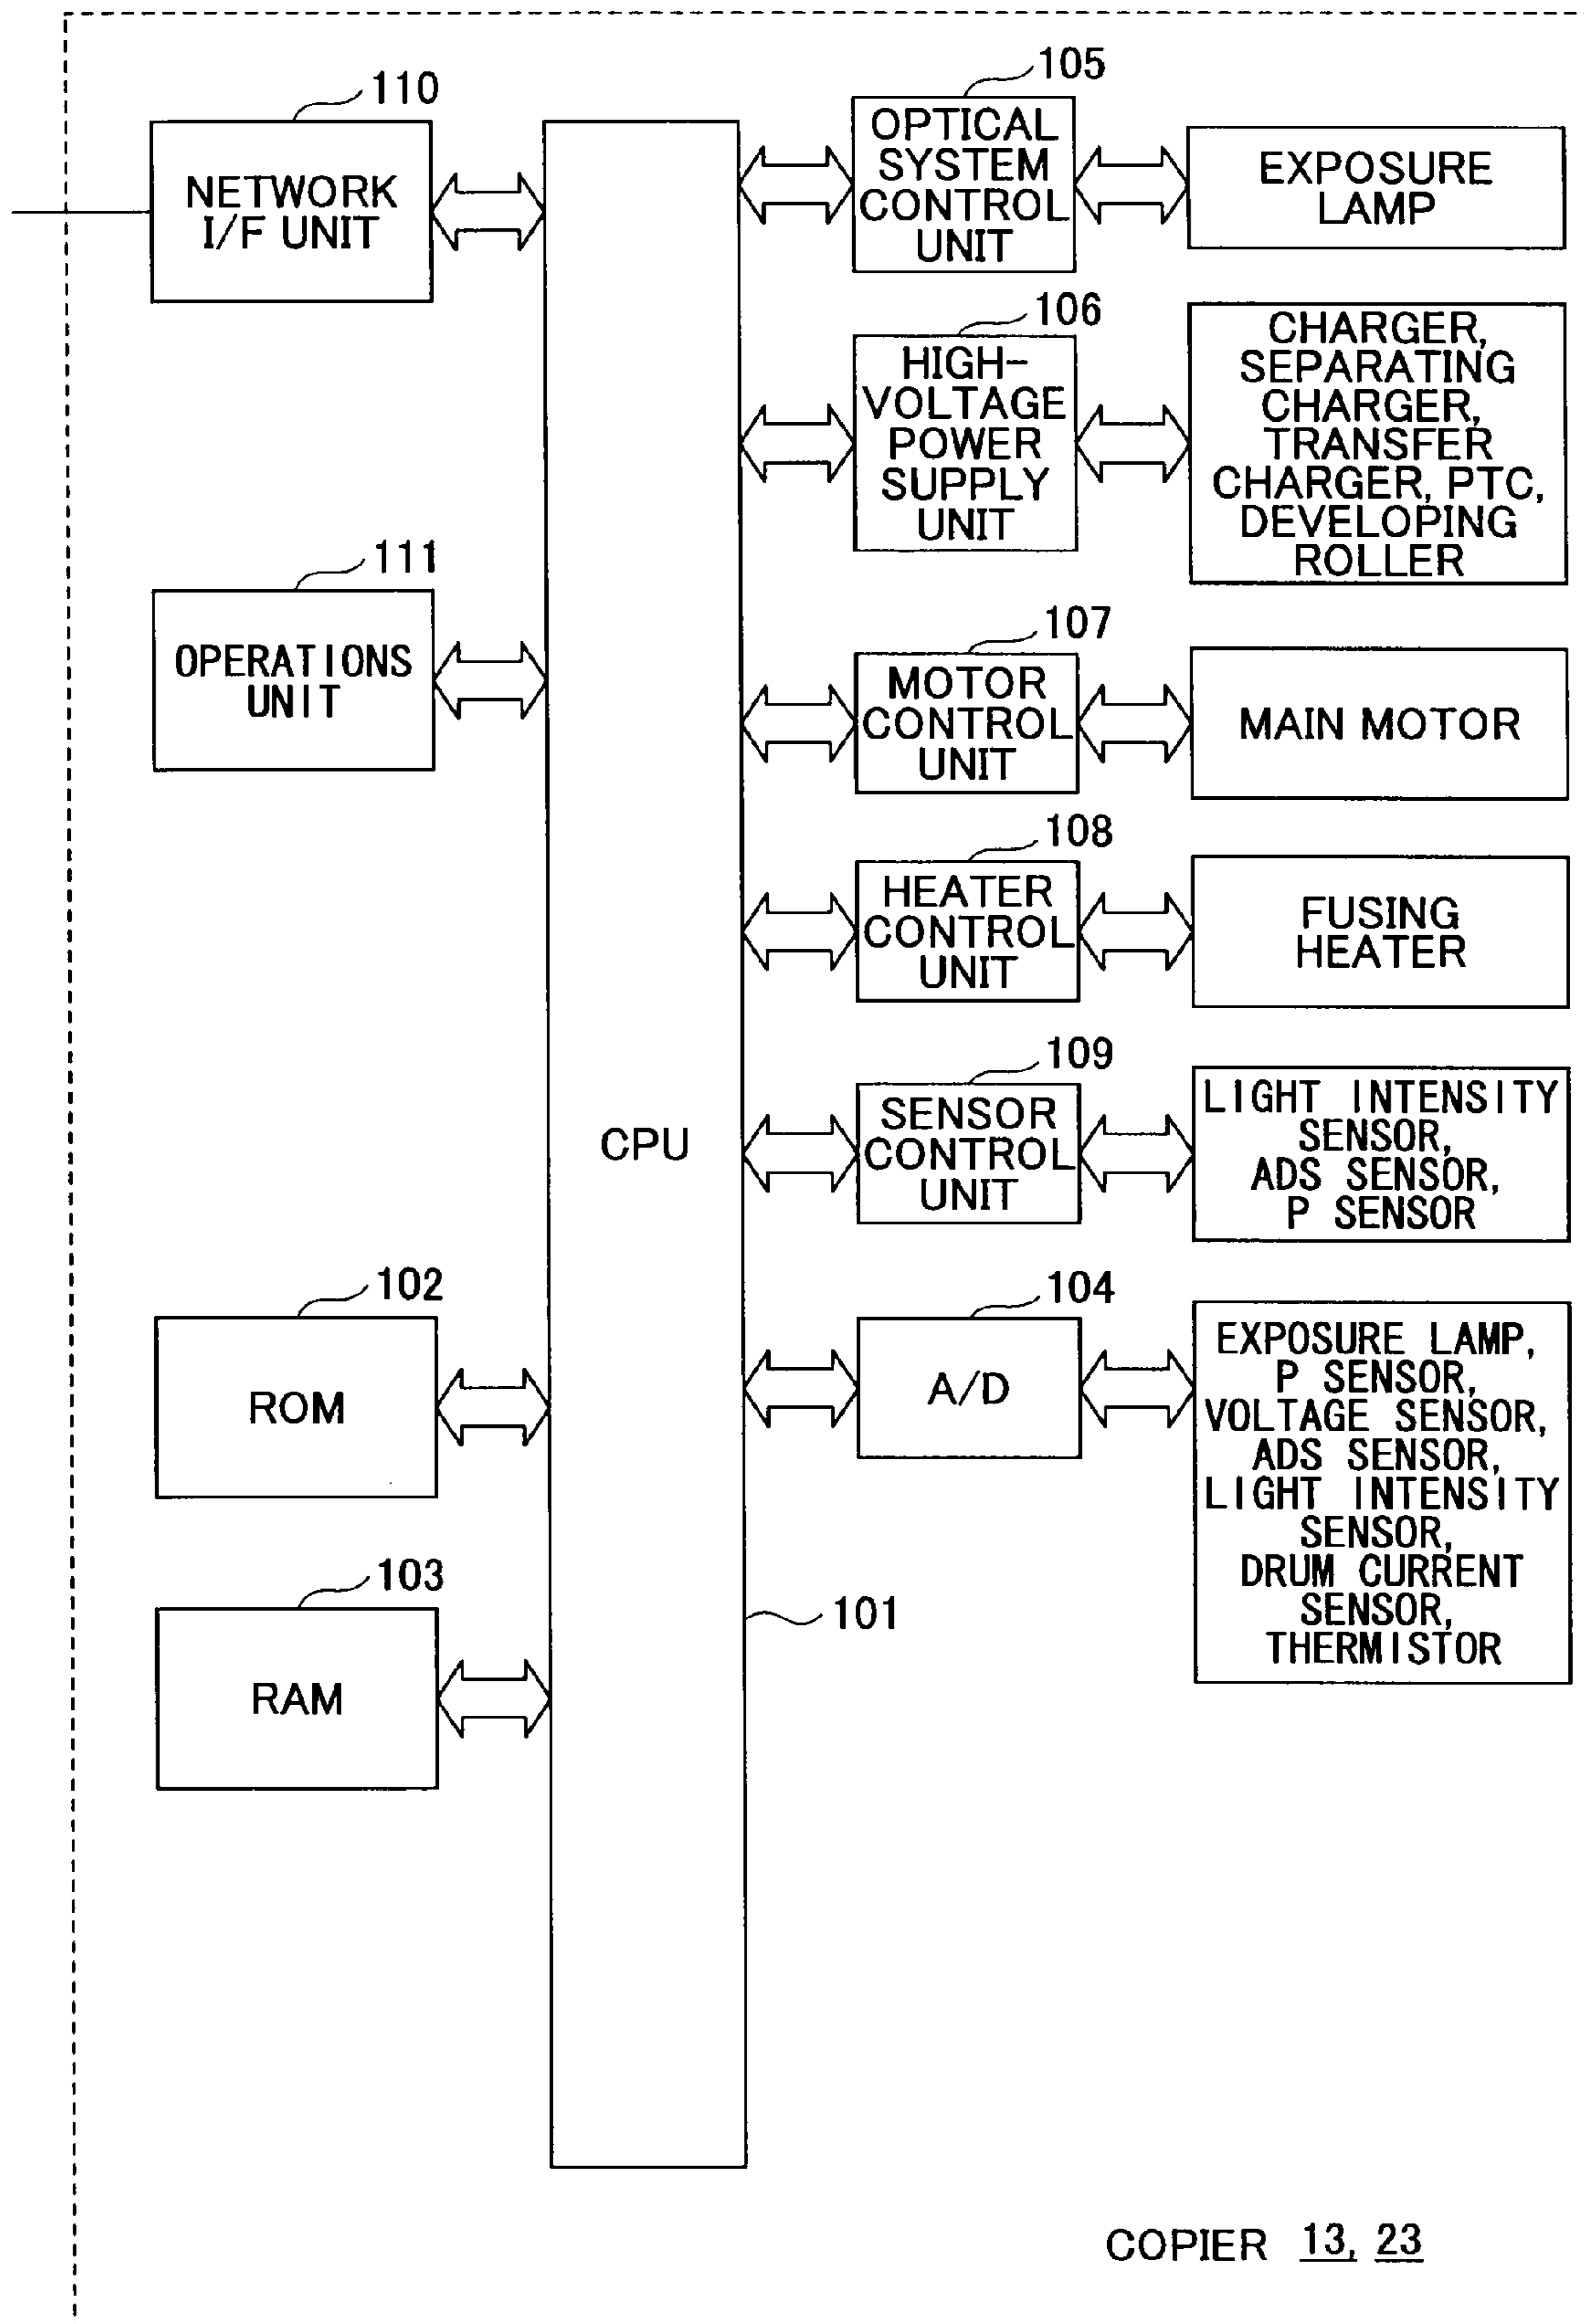 110
NETWORK
I/F UNIT
111
OPERATIONS
UNIT
102
ROM
103
RAM
CPU
101
105
OPTICAL
SYSTEM
CONTROL
UNIT
EXPOSURE
LAMP
106
HIGH-
VOLTAGE
POWER
SUPPLY
UNIT
CHARGER,
SEPARATING
CHARGER,
TRANSFER
CHARGER, PTC,
DEVELOPING
ROLLER
107
MOTOR
CONTROL
UNIT
MAIN MOTOR
108
HEATER
CONTROL
UNIT
FUSING
HEATER
109
SENSOR
CONTROL
UNIT
LIGHT INTENSITY
SENSOR,
ADS SENSOR,
P SENSOR
104
A/D
EXPOSURE LAMP,
P SENSOR,
VOLTAGE SENSOR,
ADS SENSOR,
LIGHT INTENSITY
SENSOR,
DRUM CURRENT
SENSOR,
THERMISTOR
COPIER 13, 23